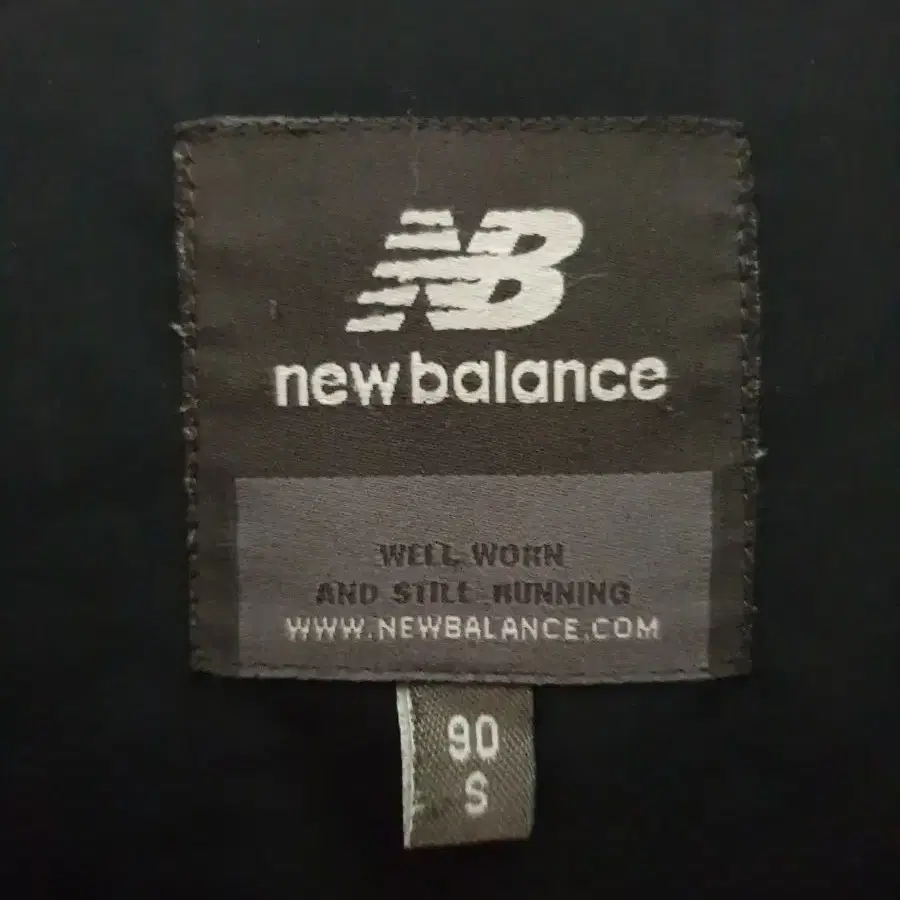 NB
new balance
WELL WORN
AND STILL RUNNING
WWW.NEWBALANCE.COM
90
S